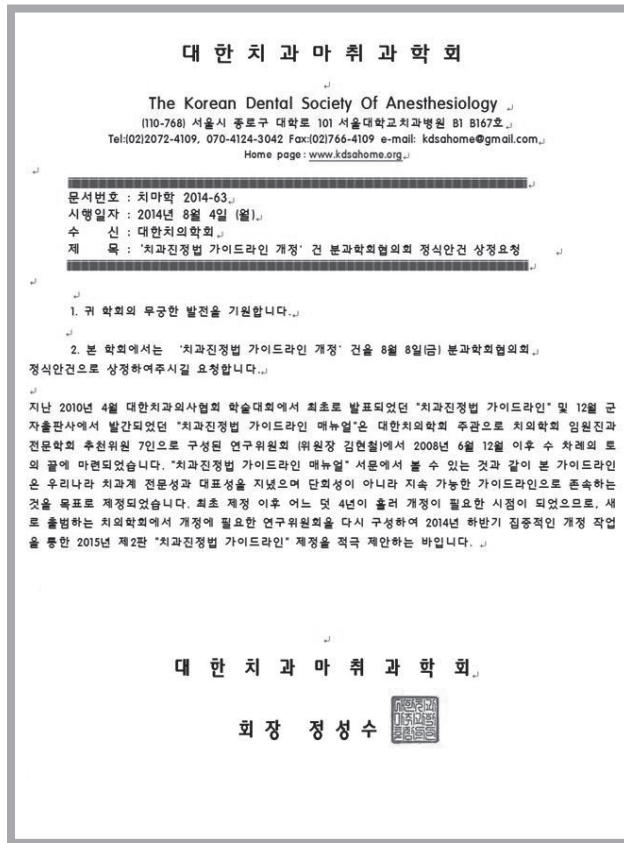 대한치과마취과학회
The Korean Dental Society Of Anesthesiology
(110-768) 서울시 종로구 대학로 101 서울대학교치과병원 B1 B167호
Tel:(02)2072-4109, 070-4124-3042 Fax:(02)766-4109 e-mail: kdsahome@gmail.com
Home page : www.kdsahome.org
문서번호 : 치마학 2014-63
시행일자 : 2014년 8월 4일 (월)
수 신 : 대한치의학회
제 목 : '치과진정법 가이드라인 개정' 건 분과학회협의회 정식안건 상정요청
1. 귀 학회의 무궁한 발전을 기원합니다.
2. 본 학회에서는 '치과진정법 가이드라인 개정' 건을 8월 8일(금) 분과학회협의회
정식안건으로 상정하여주시길 요청합니다.
지난 2010년 4월 대한치과의사협회 학술대회에서 최초로 발표되었던 "치과진정법 가이드라인" 및 12월 군
자출판사에서 발간되었던 "치과진정법 가이드라인 매뉴얼"은 대한치의학회 주관으로 치의학회 임원진과
전문학회 추천위원 7인으로 구성된 연구위원회 (위원장 김현철)에서 2008년 6월 12월 이후 수 차례의 토
의 끝에 마련되었습니다. "치과진정법 가이드라인 매뉴얼" 서문에서 볼 수 있는 것과 같이 본 가이드라인
은 우리나라 치과계 전문성과 대표성을 지녔으며 단회성이 아니라 지속 가능한 가이드라인으로 존속하는
것을 목표로 제정되었습니다. 최초 제정 이후 어느 덧 4년이 흘러 개정이 필요한 시점이 되었으므로, 새
로 출범하는 치의학회에서 개정에 필요한 연구위원회을 다시 구성하여 2014년 하반기 집중적인 개정 작업
을 통한 2015년 제2판 "치과진정법 가이드라인" 제정을 적극 제안하는 바입니다.
대한치과마취과학회
회장 정성수